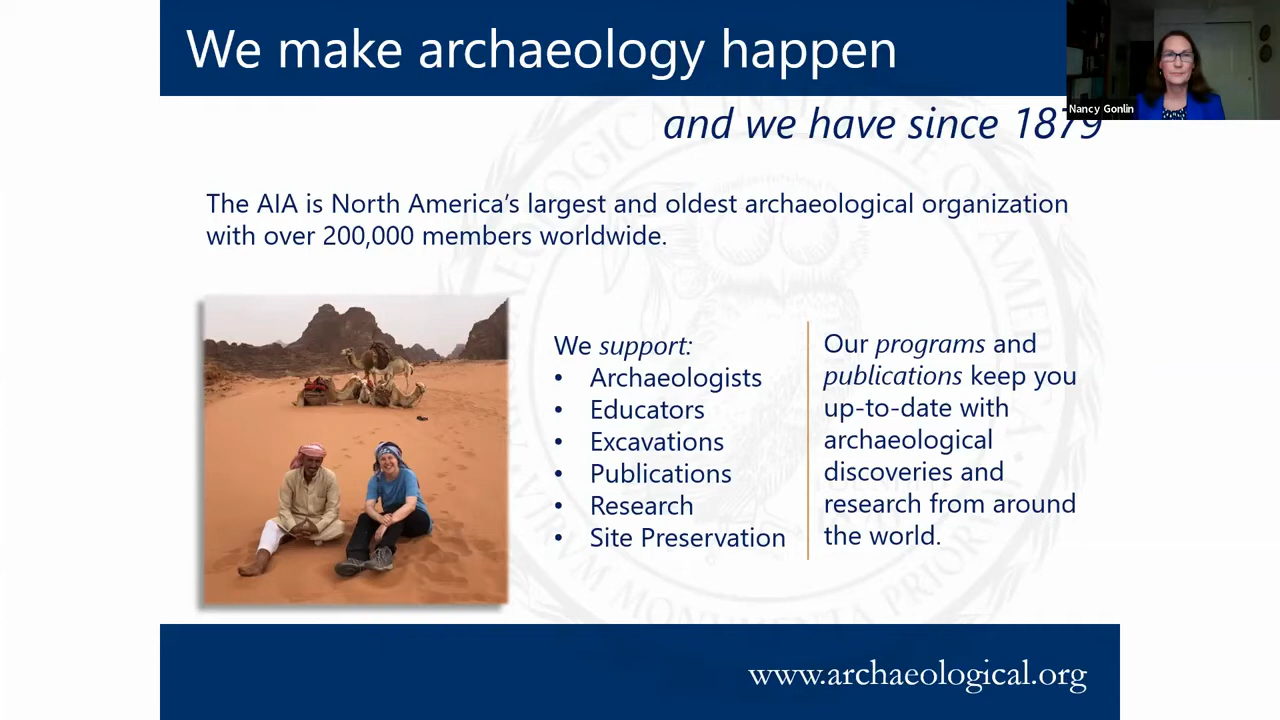 We make archaeology happen
Nancy Gonlin
and we have since 1879
The AIA is North America's largest and oldest archaeological organization
with over 200,000 members worldwide.
We support:
• Archaeologists
• Educators
• Excavations
• Publications
• Research
• Site Preservation
Our programs and
publications keep you
up-to-date with
archaeological
discoveries and
research from around
the world.
www.archaeological.org